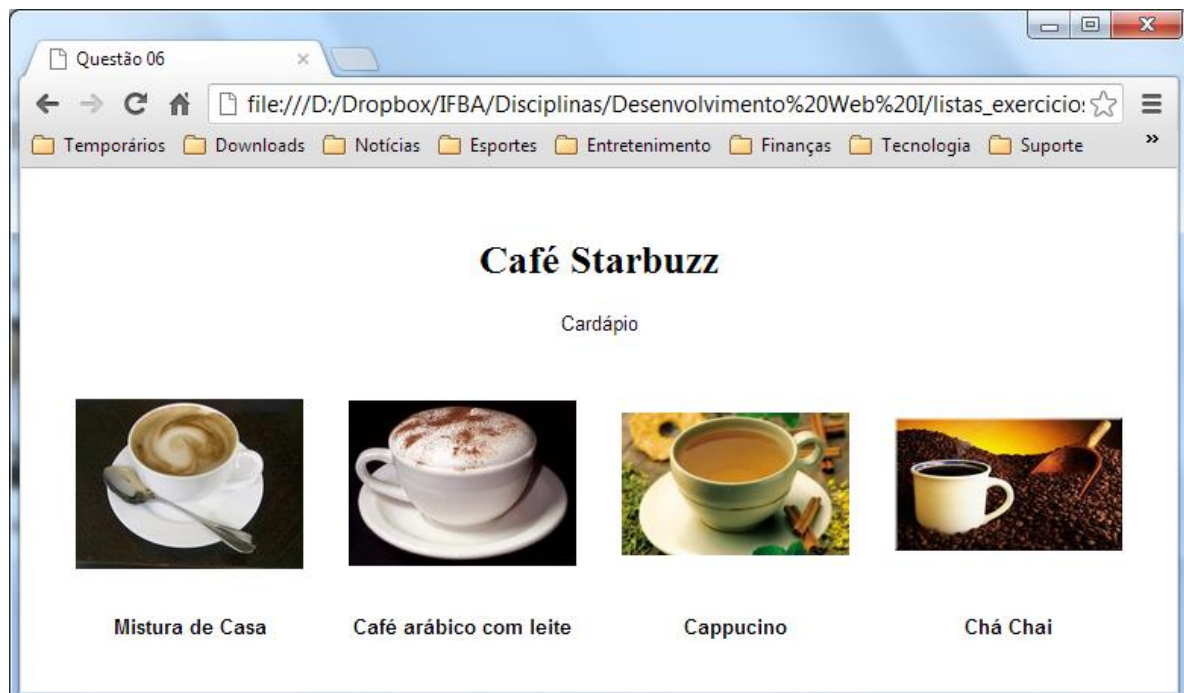 Questão 06
file:///D:/Dropbox/IFBA/Disciplinas/Desenvolvimento%20Web%20I/listas_exercicios
Temporários Downloads Notícias Esportes Entretenimento Finanças Tecnologia Suporte »
Café Starbuzz
Cardápio
Mistura de Casa Café arábico com leite Cappucino Chá Chai